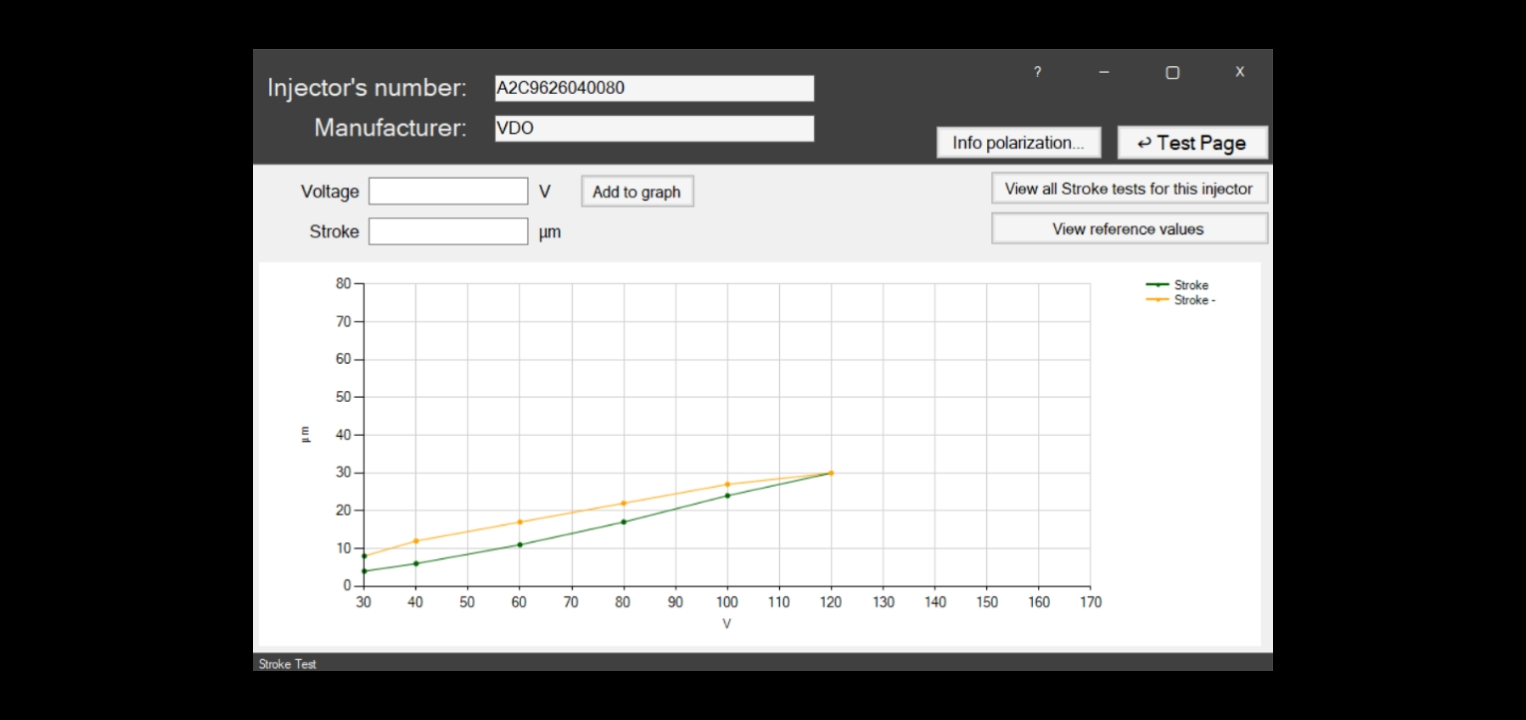 ?  –  ▢  X
Injector's number: A2C9626040080
Manufacturer: VDO
Info polarization... ↵ Test Page
Voltage V Add to graph View all Stroke tests for this injector
Stroke µm View reference values
Stroke
Stroke -
80
70
60
50
40
30
20
10
0
µm
30 40 50 60 70 80 90 100 110 120 130 140 150 160 170
V
Stroke Test